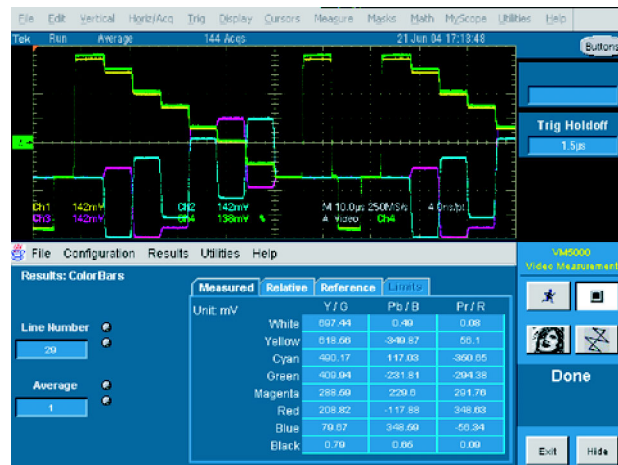 File Edit Vertical Horiz/Acq Trig Display Cursors Measure Masks Math MyScope Utilities Help
Tek Run Average 144 Acqs 21 Jun 04 17:18:48
Buttons
Trig Holdoff
1.5µs
Ch1 142mV Ch2 142mV M 10.0µs 250MS/s 4.0ns/pt
Ch3 142mV Ch4 138mV A Video Ch4
File Configuration Results Utilities Help
VM5000
Video Measurement
Results: ColorBars
Measured Relative Reference Limits
Unit: mV Y/G Pb/B Pr/R
White 697.44 0.49 0.08
Yellow 618.56 -349.87 56.1
Cyan 490.17 117.03 -350.65
Green 409.94 -231.81 -294.38
Magenta 288.59 229.6 291.76
Red 208.82 -117.88 348.63
Blue 79.67 348.69 -56.34
Black 0.79 0.66 0.09
Line Number
29
Average
1
Done
Exit Hide